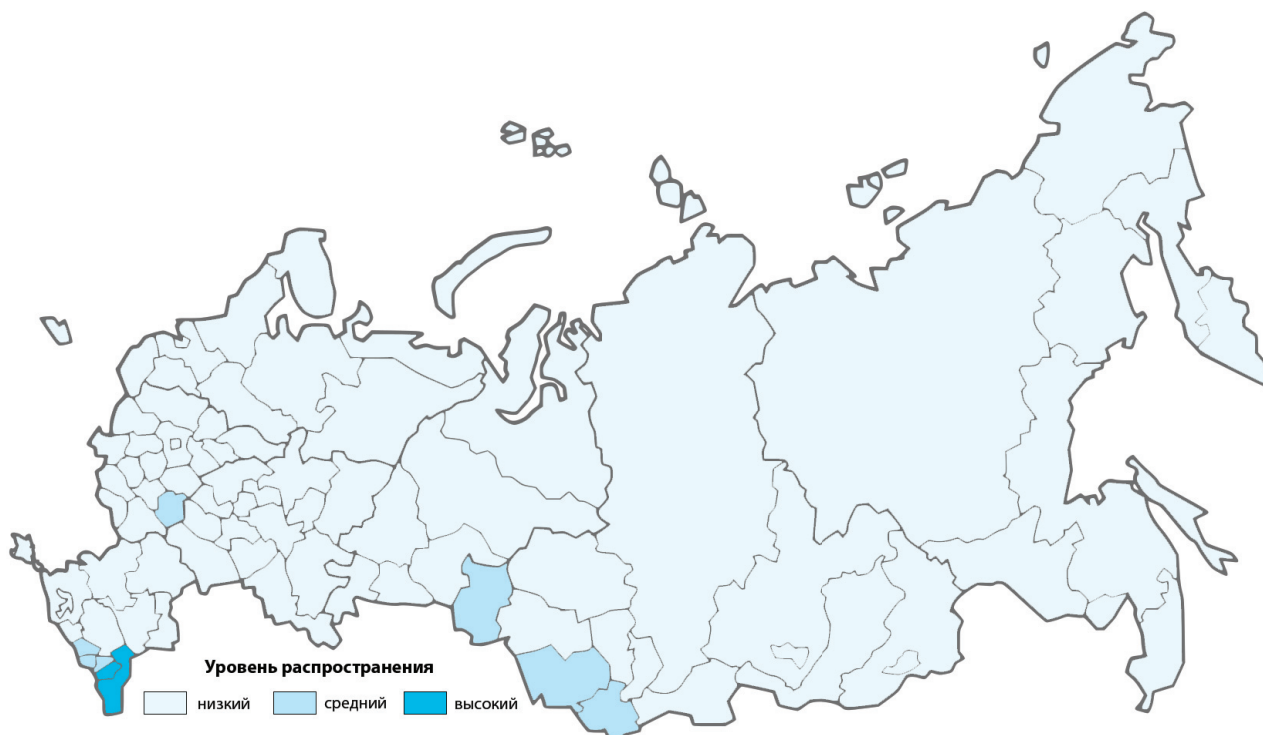 Уровень распространения
низкий
средний
высокий